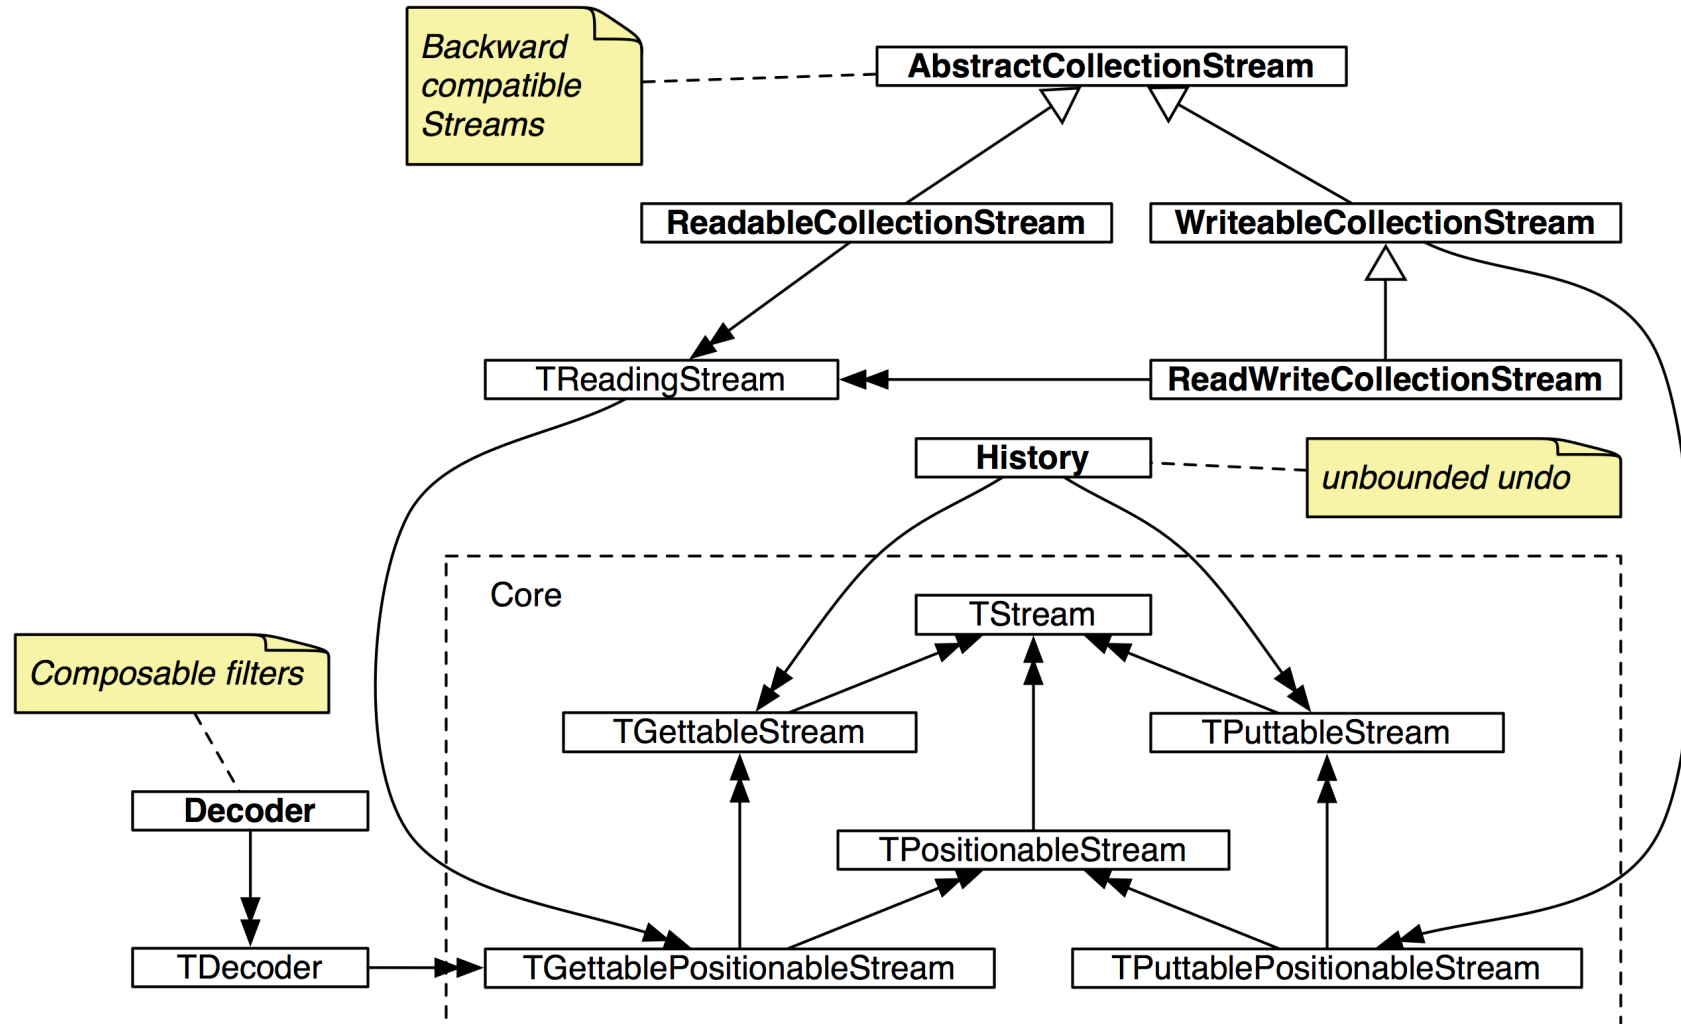 Backward
compatible
Streams
AbstractCollectionStream
ReadableCollectionStream
WriteableCollectionStream
TReadingStream
ReadWriteCollectionStream
History
unbounded undo
Core
TStream
Composable filters
TGettableStream
TPuttableStream
Decoder
TPositionableStream
TDecoder
TGettablePositionableStream
TPuttablePositionableStream